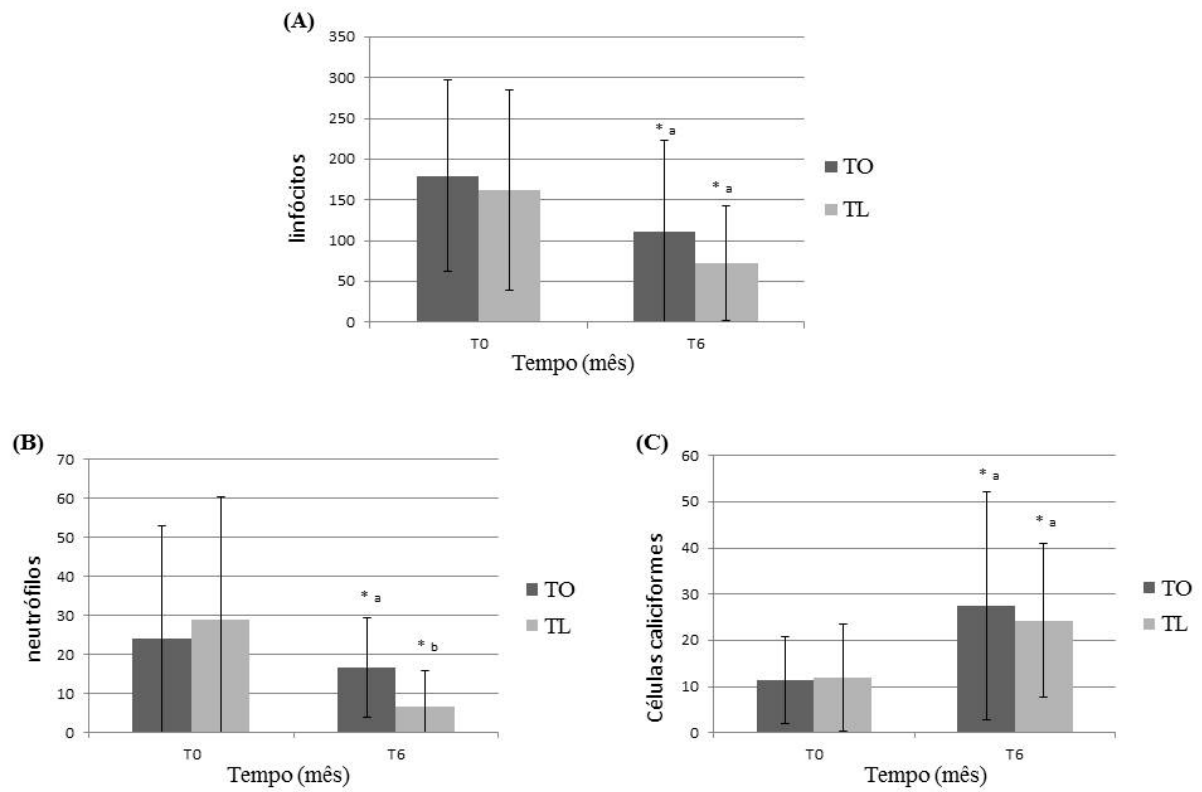 (A)
linfócitos
350
300
250
200
150
100
50
0
* a
* a
T0
T6
Tempo (mês)
TO
TL
(B)
neutrófilos
70
60
50
40
30
20
10
0
* a
* b
T0
T6
Tempo (mês)
TO
TL
(C)
Células caliciformes
60
50
40
30
20
10
0
* a
* a
T0
T6
Tempo (mês)
TO
TL